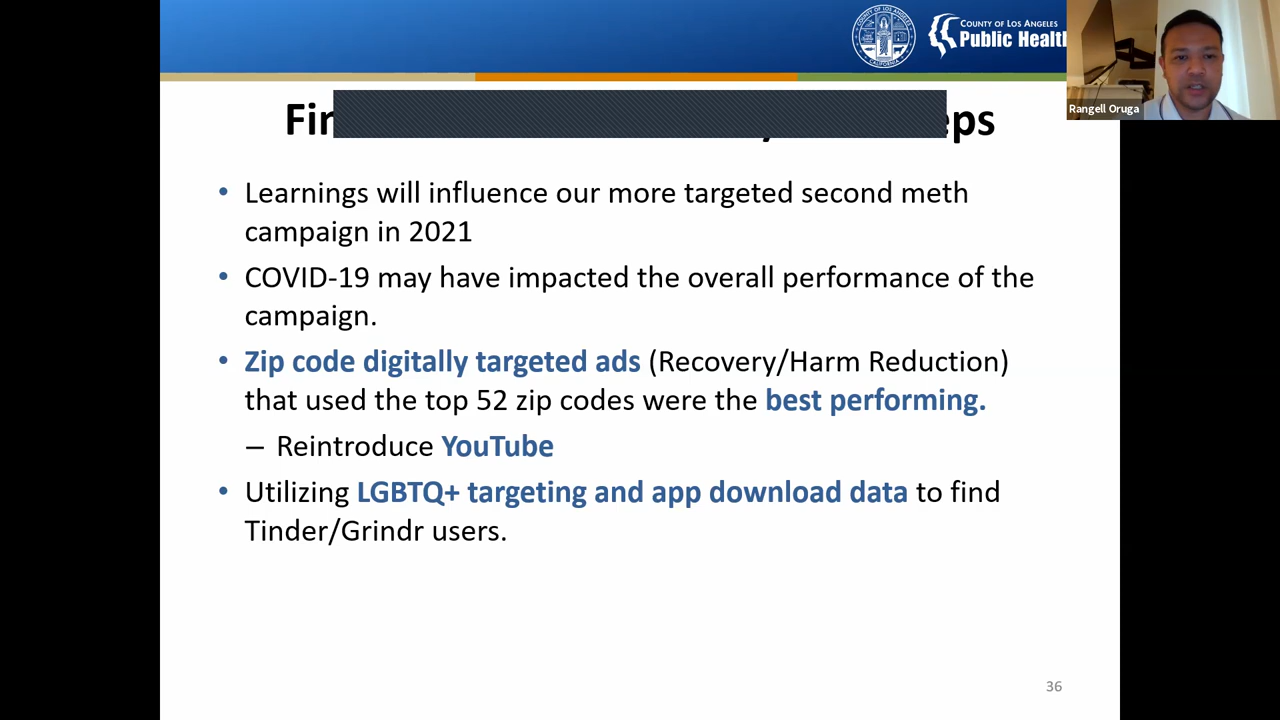 COUNTY OF LOS ANGELES
Public Health
Rangell Oruga
• Learnings will influence our more targeted second meth
campaign in 2021
• COVID-19 may have impacted the overall performance of the
campaign.
• Zip code digitally targeted ads (Recovery/Harm Reduction)
that used the top 52 zip codes were the best performing.
– Reintroduce YouTube
• Utilizing LGBTQ+ targeting and app download data to find
Tinder/Grindr users.
36